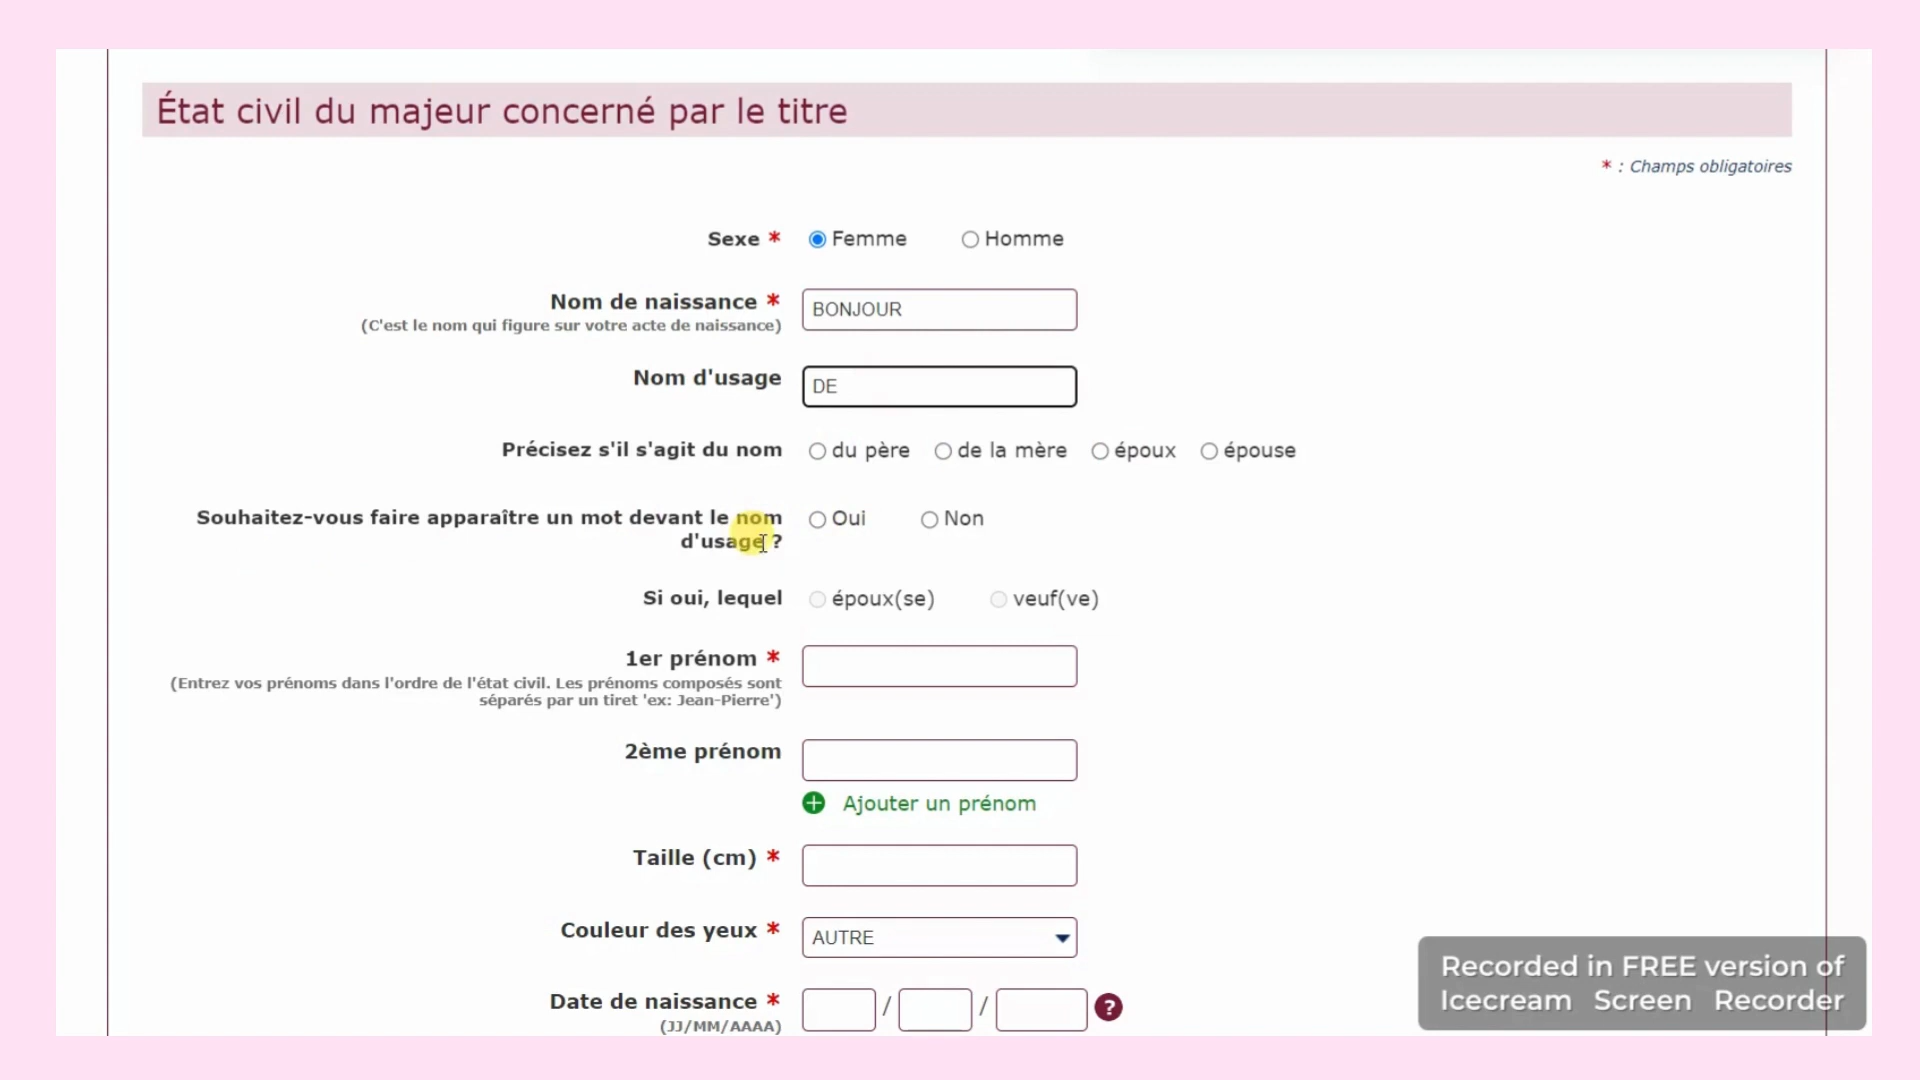 État civil du majeur concerné par le titre
* : Champs obligatoires
Sexe * Femme Homme
Nom de naissance * BONJOUR
(C'est le nom qui figure sur votre acte de naissance)
Nom d'usage DE
Précisez s'il s'agit du nom du père de la mère époux épouse
Souhaitez-vous faire apparaître un mot devant le nom Oui Non
d'usage ?
Si oui, lequel époux(se) veuf(ve)
1er prénom *
(Entrez vos prénoms dans l'ordre de l'état civil. Les prénoms composés sont
séparés par un tiret 'ex: Jean-Pierre')
2ème prénom
+ Ajouter un prénom
Taille (cm) *
Couleur des yeux * AUTRE
Date de naissance * / / ?
(JJ/MM/AAAA)
Recorded in FREE version of
Icecream Screen Recorder